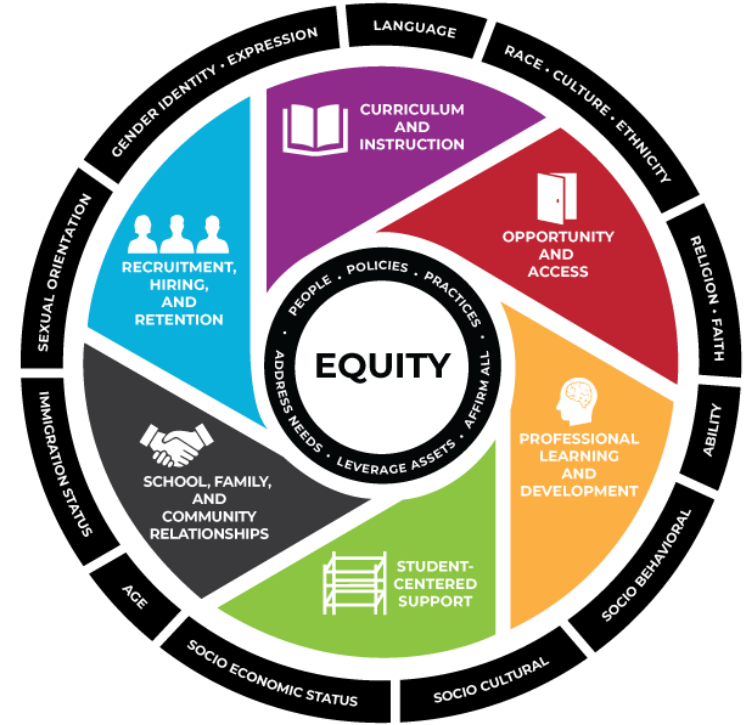 GENDER IDENTITY • EXPRESSION
LANGUAGE
RACE • CULTURE • ETHNICITY
RELIGION • FAITH
ABILITY
SOCIO BEHAVIORAL
SOCIO CULTURAL
SOCIO ECONOMIC STATUS
AGE
IMMIGRATION STATUS
SEXUAL ORIENTATION
CURRICULUM
AND
INSTRUCTION
OPPORTUNITY
AND
ACCESS
PROFESSIONAL
LEARNING
AND
DEVELOPMENT
STUDENT-
CENTERED
SUPPORT
SCHOOL, FAMILY,
AND
COMMUNITY
RELATIONSHIPS
RECRUITMENT,
HIRING,
AND
RETENTION
• PEOPLE • POLICIES • PRACTICES •
ADDRESS NEEDS • LEVERAGE ASSETS • AFFIRM ALL
EQUITY